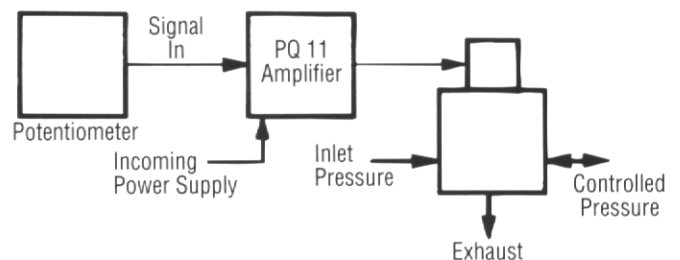 Signal
In
PQ 11
Amplifier
Potentiometer
Incoming
Power Supply
Inlet
Pressure
Controlled
Pressure
Exhaust